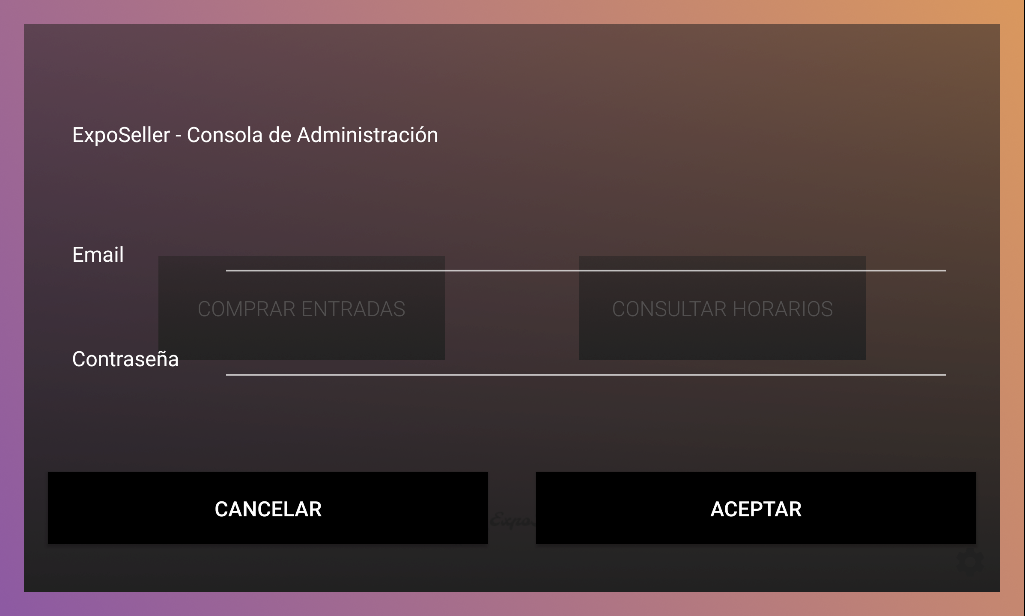 ExpoSeller - Consola de Administración
Email
COMPRAR ENTRADAS
CONSULTAR HORARIOS
Contraseña
CANCELAR
ACEPTAR